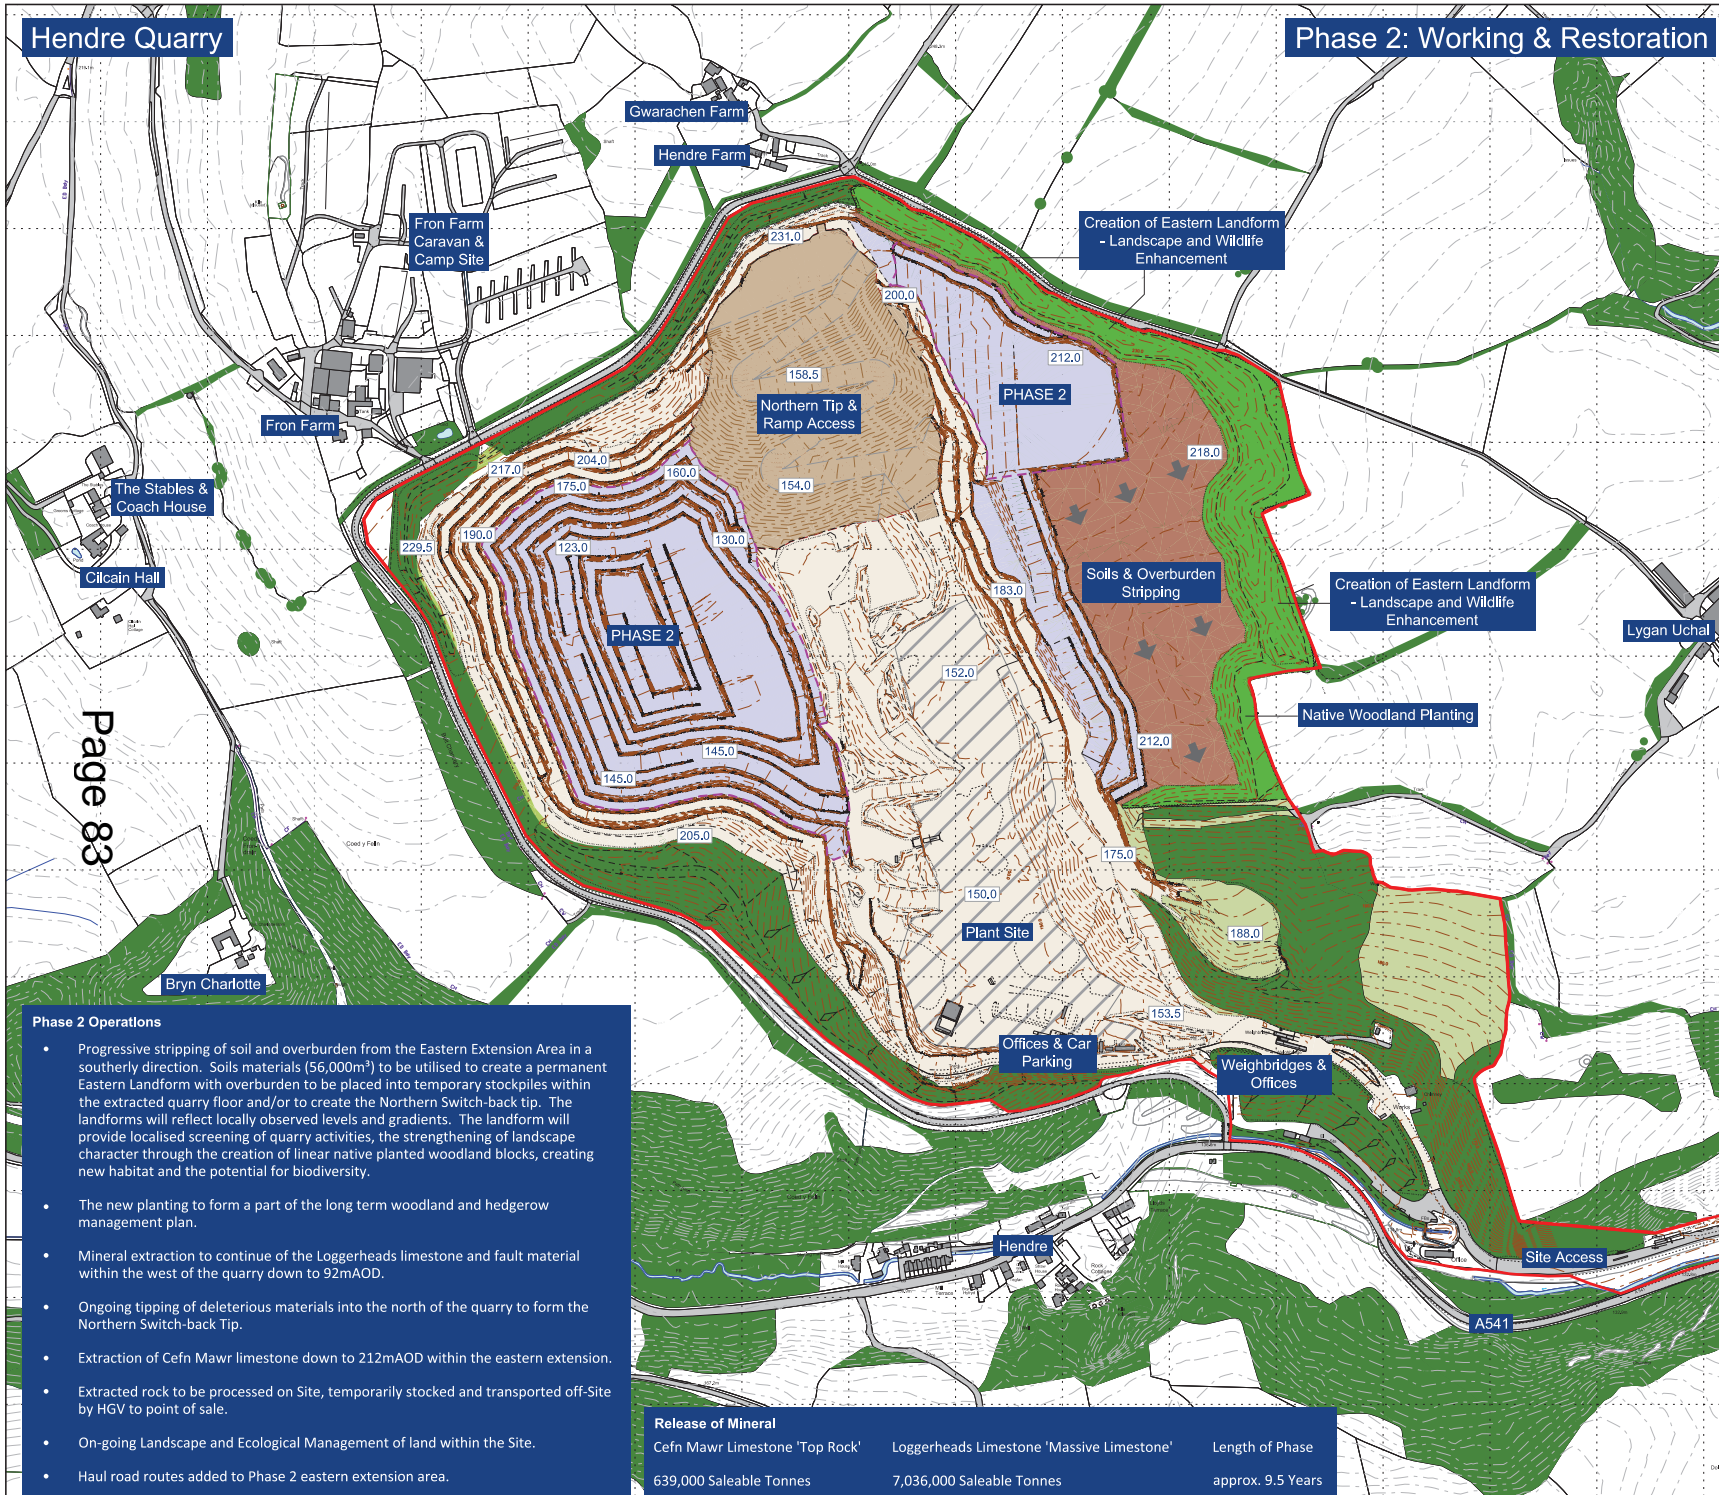 Hendre Quarry
Phase 2: Working & Restoration
Gwarachen Farm
Hendre Farm
Track
Shaft
Fron Farm
Caravan &
Camp Site
Creation of Eastern Landform
- Landscape and Wildlife
Enhancement
231.0
200.0
212.0
158.5
PHASE 2
Northern Tip &
Ramp Access
Fron Farm
218.0
217.0
204.0
160.0
175.0
154.0
The Stables &
Coach House
190.0
229.5
123.0
130.0
Cilcain Hall
Soils & Overburden
Stripping
183.0
Creation of Eastern Landform
- Landscape and Wildlife
Enhancement
PHASE 2
Lygan Uchal
152.0
Native Woodland Planting
Page 83
212.0
145.0
145.0
205.0
Coed y Felin
175.0
150.0
Plant Site
188.0
Bryn Charlotte
153.5
Offices & Car
Parking
Weighbridges &
Offices
Works
Hendre
Rock
Cottages
Mill
Terrace
Office
Site Access
A541
Phase 2 Operations
• Progressive stripping of soil and overburden from the Eastern Extension Area in a
southerly direction. Soils materials (56,000m³) to be utilised to create a permanent
Eastern Landform with overburden to be placed into temporary stockpiles within
the extracted quarry floor and/or to create the Northern Switch-back tip. The
landforms will reflect locally observed levels and gradients. The landform will
provide localised screening of quarry activities, the strengthening of landscape
character through the creation of linear native planted woodland blocks, creating
new habitat and the potential for biodiversity.
• The new planting to form a part of the long term woodland and hedgerow
management plan.
• Mineral extraction to continue of the Loggerheads limestone and fault material
within the west of the quarry down to 92mAOD.
• Ongoing tipping of deleterious materials into the north of the quarry to form the
Northern Switch-back Tip.
• Extraction of Cefn Mawr limestone down to 212mAOD within the eastern extension.
• Extracted rock to be processed on Site, temporarily stocked and transported off-Site
by HGV to point of sale.
• On-going Landscape and Ecological Management of land within the Site.
• Haul road routes added to Phase 2 eastern extension area.
Release of Mineral
Cefn Mawr Limestone 'Top Rock' Loggerheads Limestone 'Massive Limestone' Length of Phase
639,000 Saleable Tonnes 7,036,000 Saleable Tonnes approx. 9.5 Years